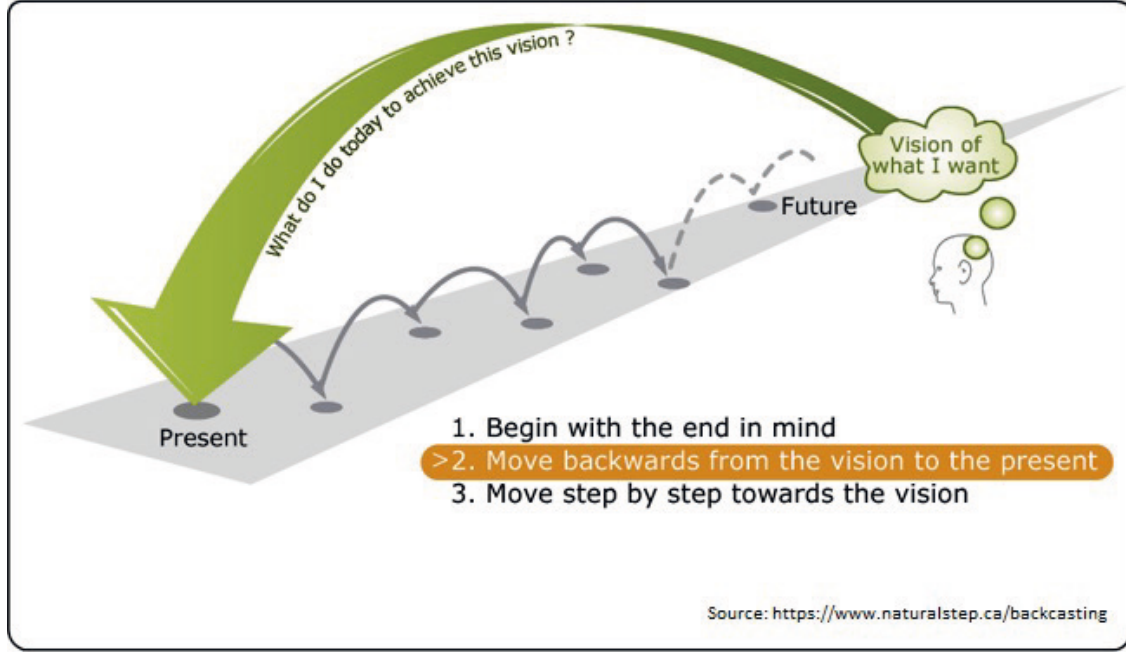 What do I do today to achieve this vision ?
Vision of
what I want
Future
Present
1. Begin with the end in mind
>2. Move backwards from the vision to the present
3. Move step by step towards the vision
Source: https://www.naturalstep.ca/backcasting